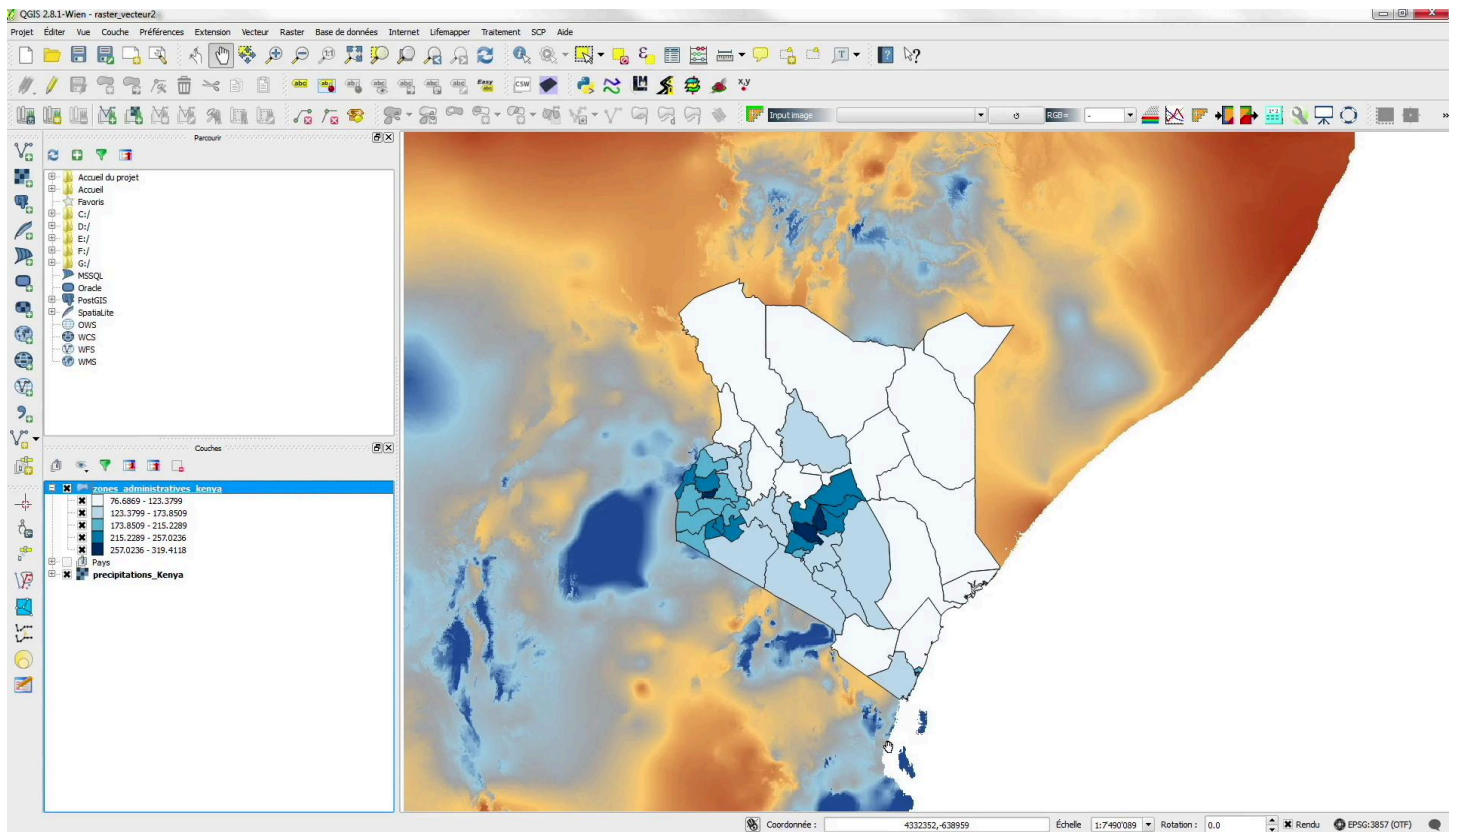 QGIS 2.8.1-Wien - raster_vecteur2
Projet Éditer Vue Couche Préférences Extension Vecteur Raster Base de données Internet Lifemapper Traitement SCP Aide
abc
CSW
x,y
Input image
RGB=
-
Parcourir
Accueil du projet
Accueil
Favoris
C:/
D:/
E:/
F:/
G:/
MSSQL
Oracle
PostGIS
SpatiaLite
OWS
WCS
WFS
WMS
Couches
zones_administratives_kenya
76.6869 - 123.3799
123.3799 - 173.8509
173.8509 - 215.2289
215.2289 - 257.0236
257.0236 - 319.4118
Pays
precipitations_Kenya
Coordonnée : 4332352,-638959 Échelle 1:7'490'089 Rotation : 0.0 Rendu EPSG:3857 (OTF)